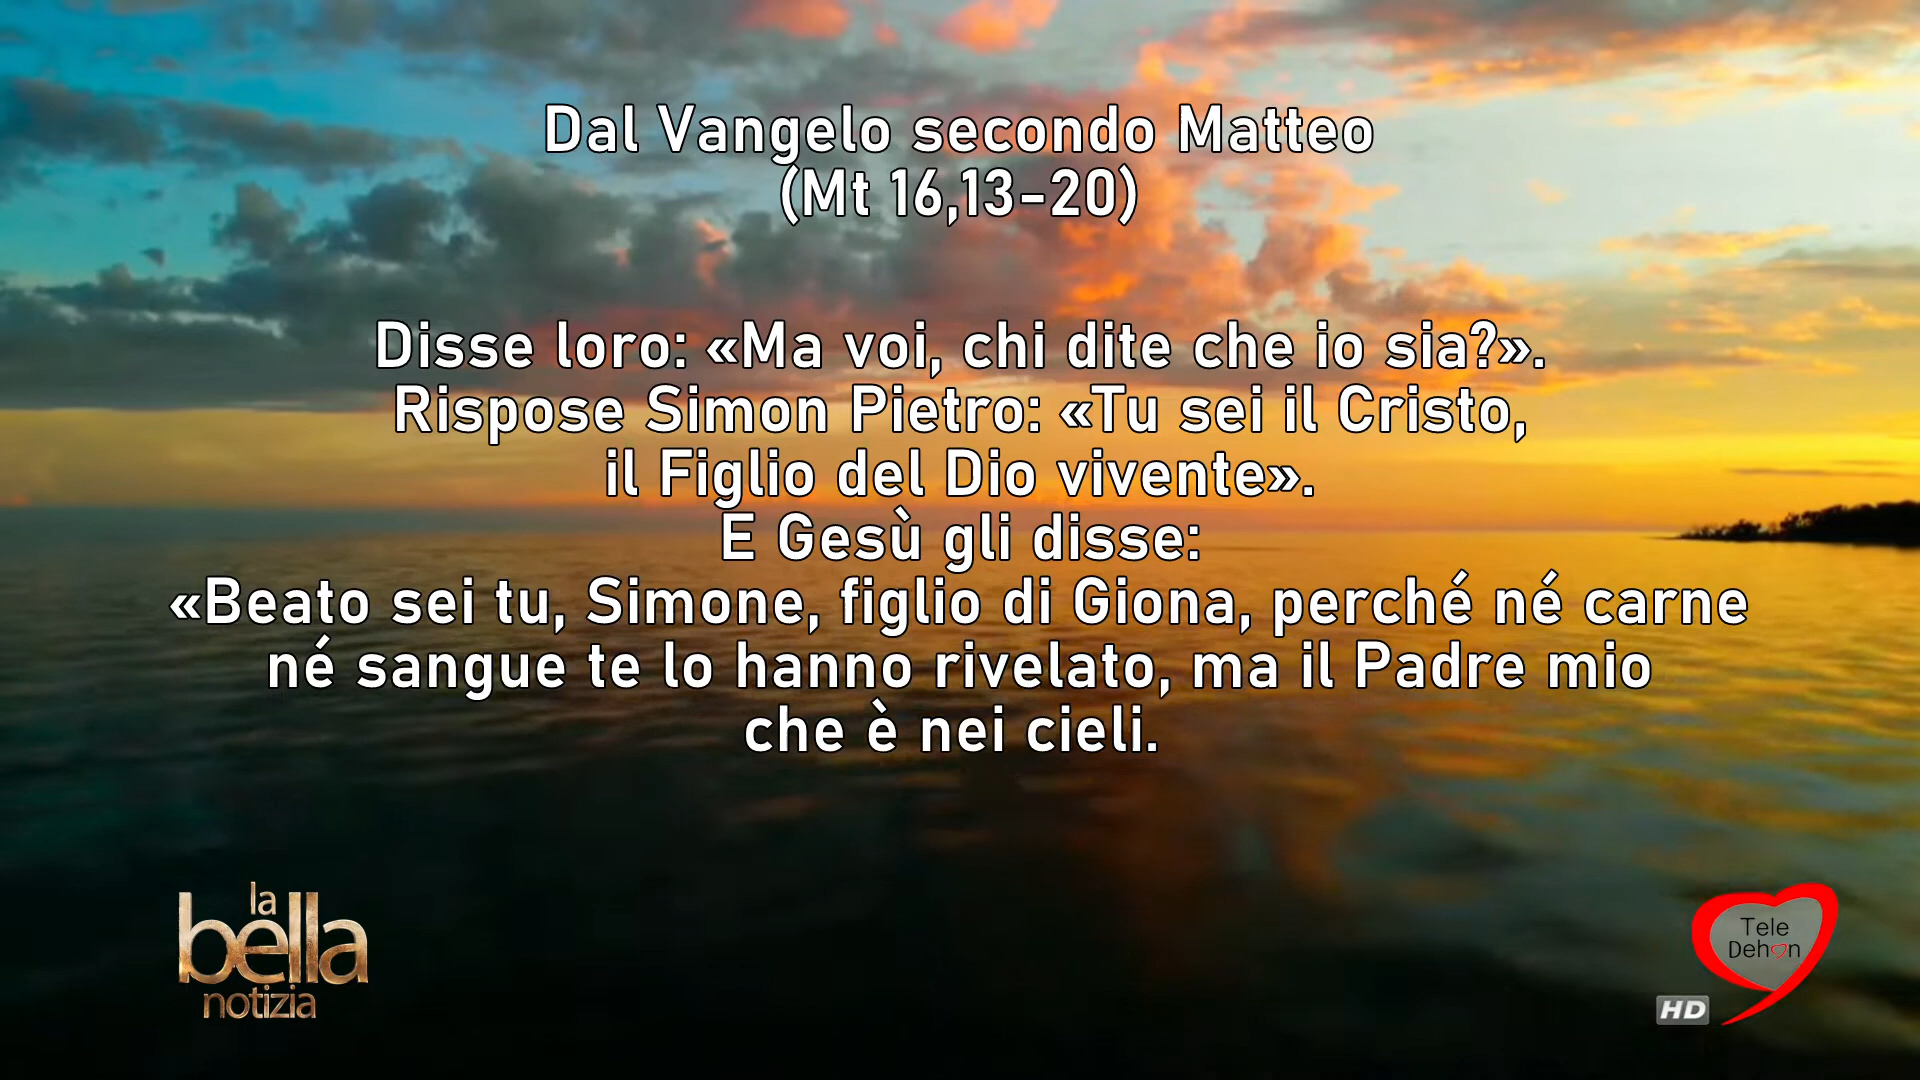 Dal Vangelo secondo Matteo
(Mt 16,13-20)
Disse loro: «Ma voi, chi dite che io sia?».
Rispose Simon Pietro: «Tu sei il Cristo,
il Figlio del Dio vivente».
E Gesù gli disse:
«Beato sei tu, Simone, figlio di Giona, perché né carne
né sangue te lo hanno rivelato, ma il Padre mio
che è nei cieli.
la
bella
notizia
Tele
Dehon
HD